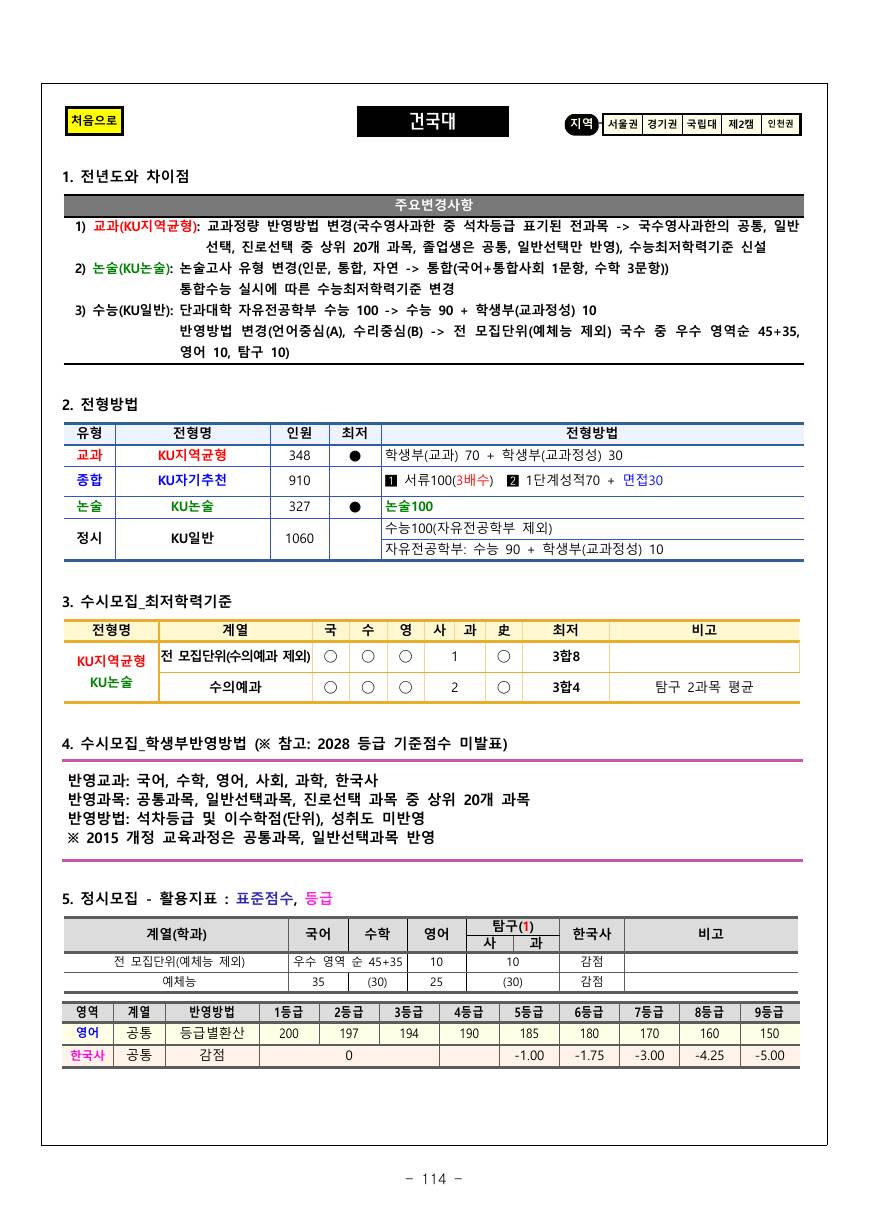 처음으로
건국대
지역 서울권 경기권 국립대 제2캠 인천권
1. 전년도와 차이점
주요변경사항
1) 교과(KU지역균형): 교과정량 반영방법 변경(국수영사과한 중 석차등급 표기된 전과목 -> 국수영사과한의 공통, 일반
선택, 진로선택 중 상위 20개 과목, 졸업생은 공통, 일반선택만 반영), 수능최저학력기준 신설
2) 논술(KU논술): 논술고사 유형 변경(인문, 통합, 자연 -> 통합(국어+통합사회 1문항, 수학 3문항))
통합수능 실시에 따른 수능최저학력기준 변경
3) 수능(KU일반): 단과대학 자유전공학부 수능 100 -> 수능 90 + 학생부(교과정성) 10
반영방법 변경(언어중심(A), 수리중심(B) -> 전 모집단위(예체능 제외) 국수 중 우수 영역순 45+35,
영어 10, 탐구 10)
2. 전형방법
유형 전형명 인원 최저 전형방법
교과 KU지역균형 348 ● 학생부(교과) 70 + 학생부(교과정성) 30
종합 KU자기추천 910 1 서류100(3배수) 2 1단계성적70 + 면접30
논술 KU논술 327 ● 논술100
정시 KU일반 1060 수능100(자유전공학부 제외)
자유전공학부: 수능 90 + 학생부(교과정성) 10
3. 수시모집_최저학력기준
전형명 계열 국 수 영 사 과 史 최저 비고
KU지역균형
KU논술
전 모집단위(수의예과 제외) ○ ○ ○ 1 ○ 3합8
수의예과 ○ ○ ○ 2 ○ 3합4 탐구 2과목 평균
4. 수시모집_학생부반영방법 (※ 참고: 2028 등급 기준점수 미발표)
반영교과: 국어, 수학, 영어, 사회, 과학, 한국사
반영과목: 공통과목, 일반선택과목, 진로선택 과목 중 상위 20개 과목
반영방법: 석차등급 및 이수학점(단위), 성취도 미반영
※ 2015 개정 교육과정은 공통과목, 일반선택과목 반영
5. 정시모집 - 활용지표 : 표준점수, 등급
계열(학과) 국어 수학 영어 탐구(1) 한국사 비고
사 과
전 모집단위(예체능 제외) 우수 영역 순 45+35 10 10 감점
예체능 35 (30) 25 (30) 감점
영역 계열 반영방법 1등급 2등급 3등급 4등급 5등급 6등급 7등급 8등급 9등급
영어 공통 등급별환산 200 197 194 190 185 180 170 160 150
한국사 공통 감점 0 -1.00 -1.75 -3.00 -4.25 -5.00
- 114 -